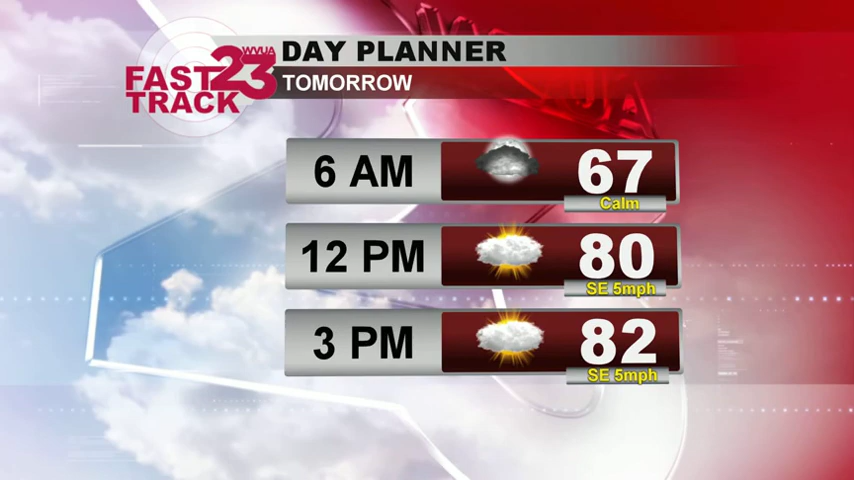 WVUA
23
FAST
TRACK
DAY PLANNER
TOMORROW
6 AM 67
Calm
12 PM 80
SE 5mph
3 PM 82
SE 5mph